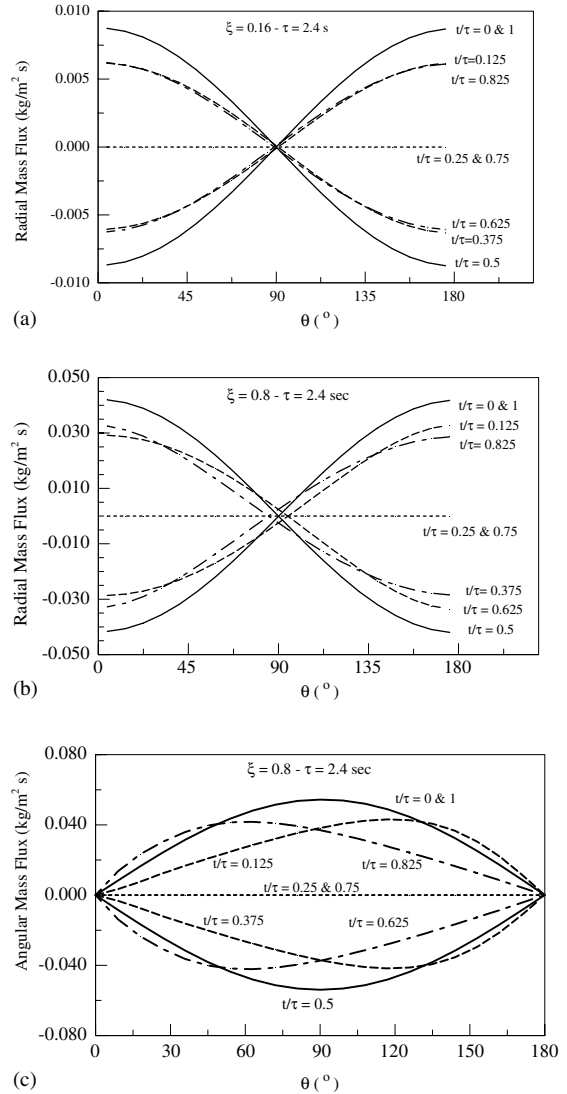 0.010
ξ = 0.16 - τ = 2.4 s
t/τ = 0 & 1
0.005
t/τ=0.125
t/τ = 0.825
Radial Mass Flux (kg/m² s)
0.000
t/τ = 0.25 & 0.75
-0.005
t/τ = 0.625
t/τ=0.375
t/τ = 0.5
-0.010
0 45 90 135 180
(a)
θ ( º )
0.050
ξ = 0.8 - τ = 2.4 sec
t/τ = 0 & 1
t/τ = 0.125
0.030
t/τ= 0.825
Radial Mass Flux (kg/m² s)
0.010
t/τ = 0.25 & 0.75
-0.010
t/τ= 0.375
-0.030
t/τ = 0.625
t/τ = 0.5
-0.050
0 45 90 135 180
(b)
θ ( º )
0.080
ξ = 0.8 - τ = 2.4 sec
t/τ = 0 & 1
0.040
t/τ = 0.125
t/τ = 0.825
Angular Mass Flux (kg/m² s)
t/τ = 0.25 & 0.75
0.000
t/τ = 0.375
t/τ = 0.625
-0.040
t/τ = 0.5
-0.080
0 30 60 90 120 150 180
(c)
θ ( º )